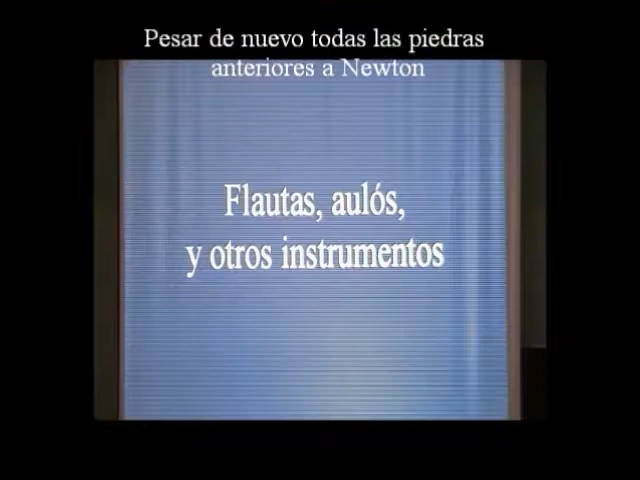 Pesar de nuevo todas las piedras
anteriores a Newton
Flautas, aulós,
y otros instrumentos